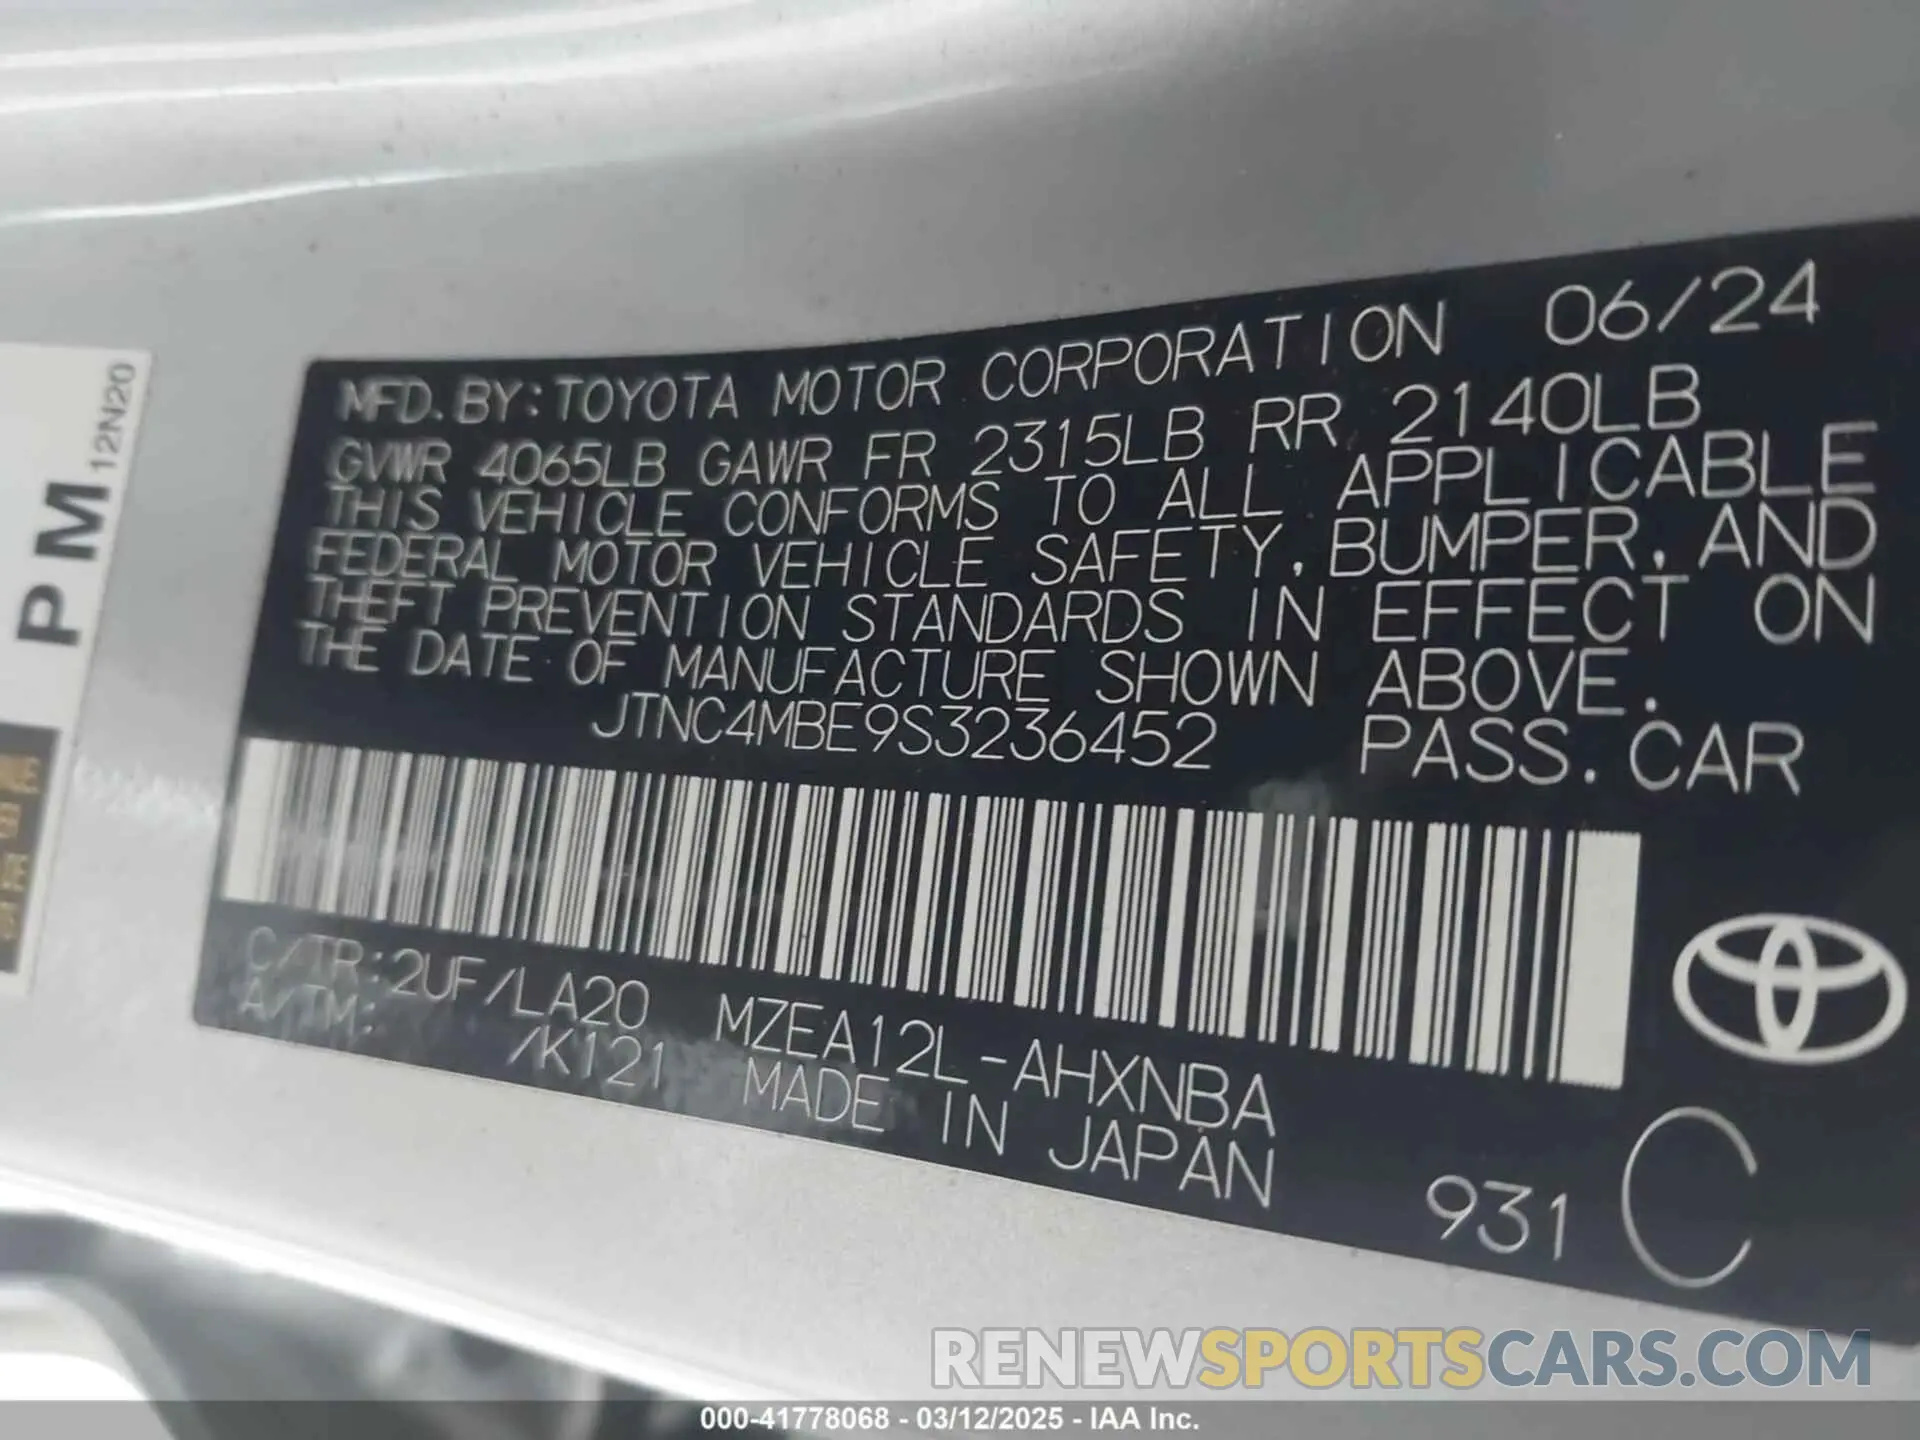 MFD. BY: TOYOTA MOTOR CORPORATION 06/24
GVWR 4065LB GAWR FR 2315LB RR 2140LB
THIS VEHICLE CONFORMS TO ALL APPLICABLE
FEDERAL MOTOR VEHICLE SAFETY, BUMPER, AND
THEFT PREVENTION STANDARDS IN EFFECT ON
THE DATE OF MANUFACTURE SHOWN ABOVE.
JTNC4MBE9S3236452 PASS. CAR
C/TR: 2UF/LA20 MZEA12L-AHXNBA
A/TM: /K121 MADE IN JAPAN
931 C
PM 12N20
RENEWSPORTSCARS.COM
000-41778068 - 03/12/2025 - IAA Inc.